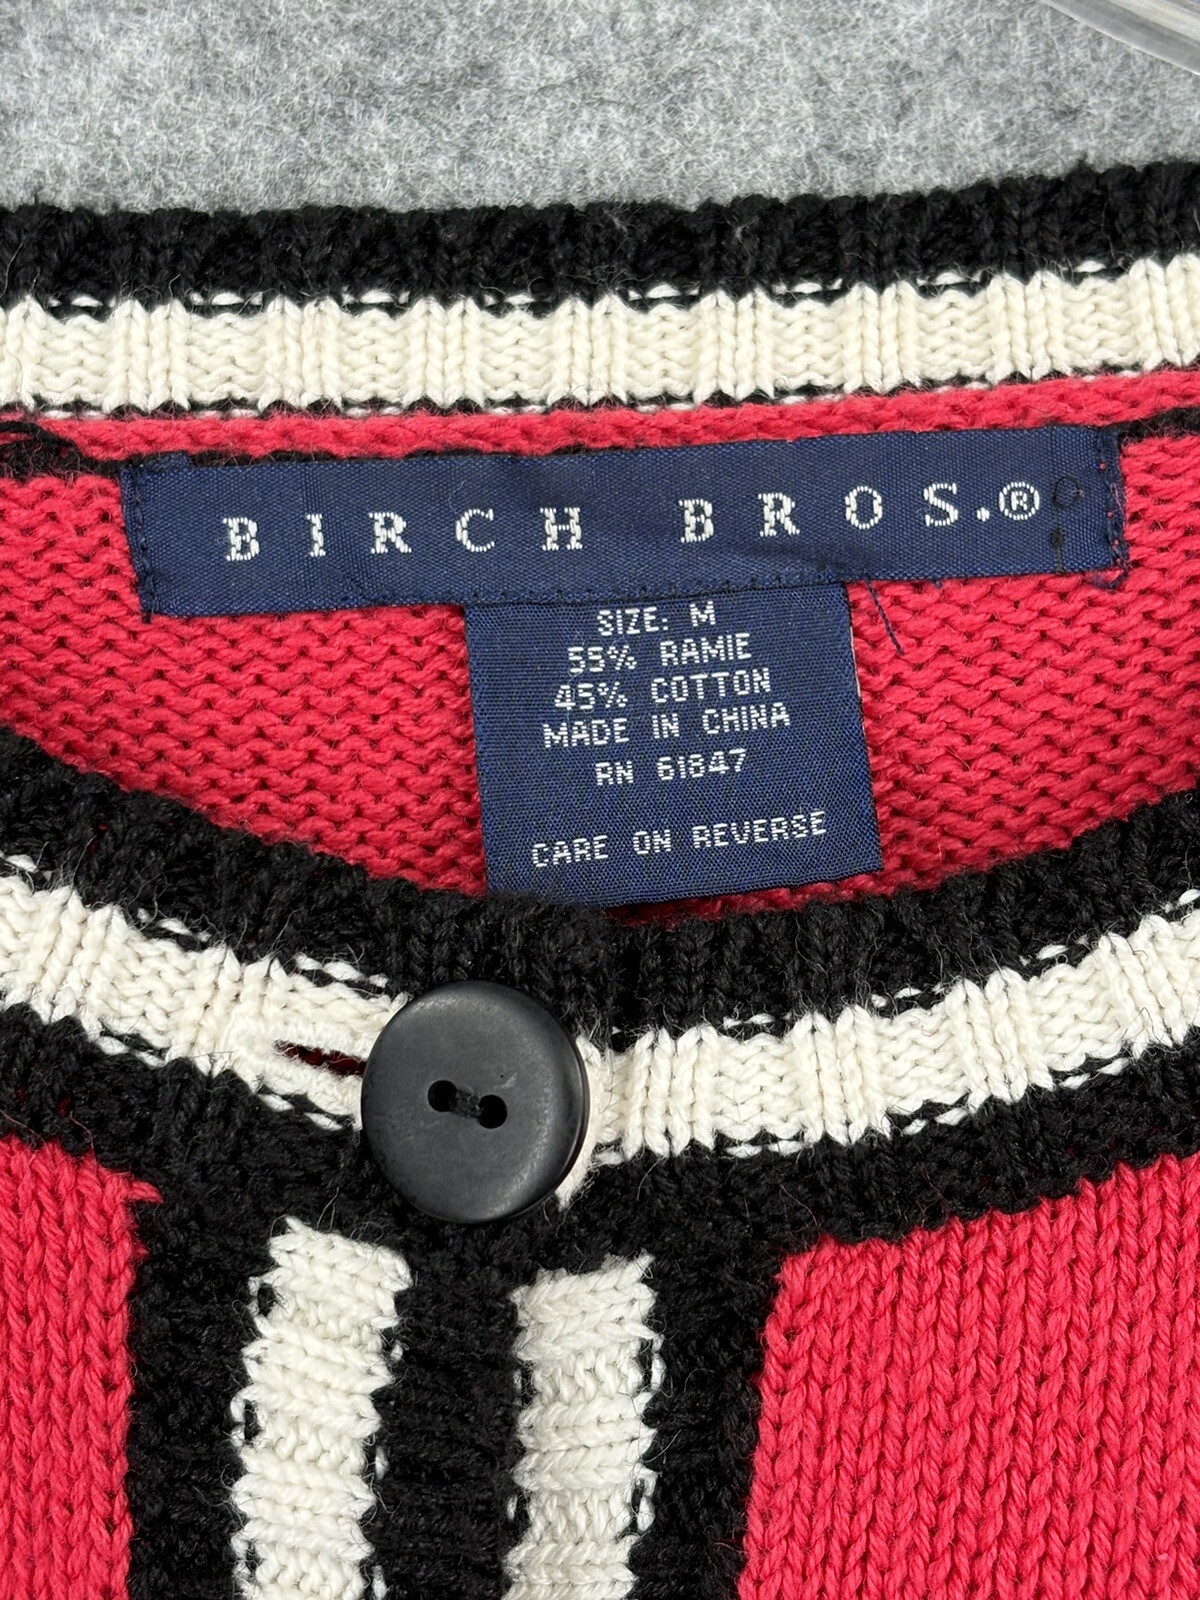 BIRCH BROS.®
SIZE: M
55% RAMIE
45% COTTON
MADE IN CHINA
RN 61847
CARE ON REVERSE